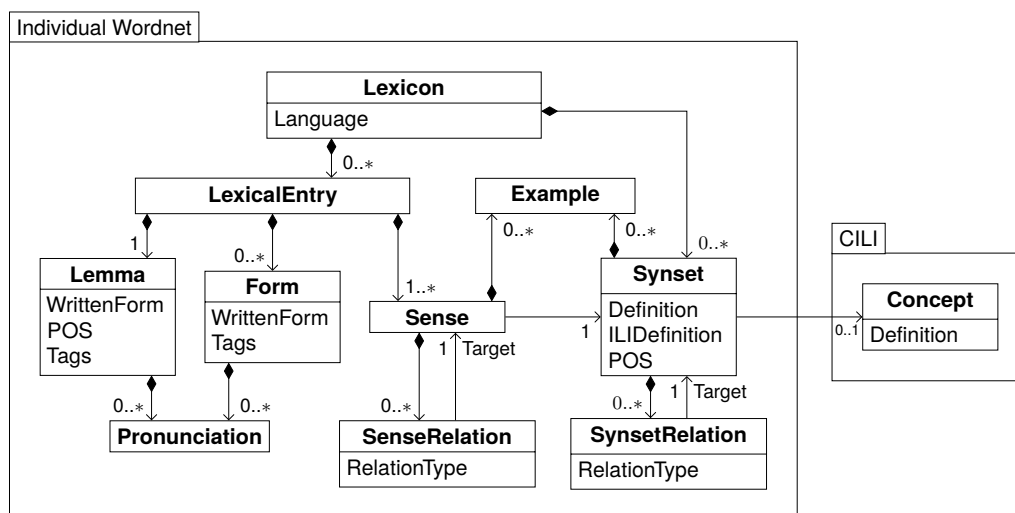 Individual Wordnet
Lexicon
Language
0..*
LexicalEntry
Example
1
0..*
1..*
0..*
0..*
0..*
CILI
Lemma
WrittenForm
POS
Tags
Form
WrittenForm
Tags
Sense
1
Synset
Definition
ILIDefinition
POS
0..1
Concept
Definition
1 Target
1 Target
0..*
0..*
0..*
0..*
Pronunciation
SenseRelation
RelationType
SynsetRelation
RelationType